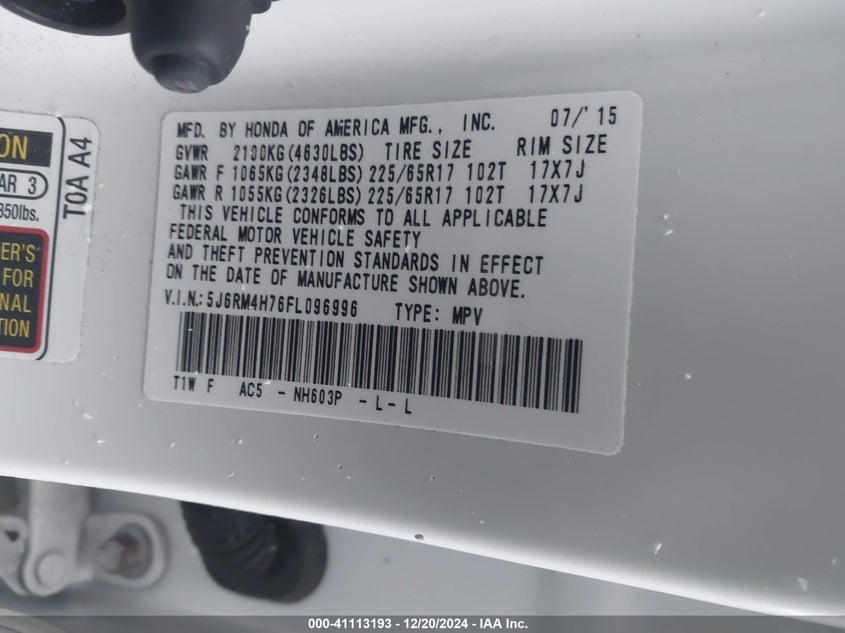 ON
AR 3
350lbs.
ER'S
FOR
NAL
TION
T0A A4
MFD. BY HONDA OF AMERICA MFG., INC. 07/'15
GVWR 2100KG(4630LBS) TIRE SIZE RIM SIZE
GAWR F 1065KG(2348LBS) 225/65R17 102T 17X7J
GAWR R 1055KG(2326LBS) 225/65R17 102T 17X7J
THIS VEHICLE CONFORMS TO ALL APPLICABLE
FEDERAL MOTOR VEHICLE SAFETY
AND THEFT PREVENTION STANDARDS IN EFFECT
ON THE DATE OF MANUFACTURE SHOWN ABOVE.
V.I.N.: 5J6RM4H76FL096996 TYPE: MPV
T1W F AC5 - NH603P - L- L
000-41113193 - 12/20/2024 - IAA Inc.